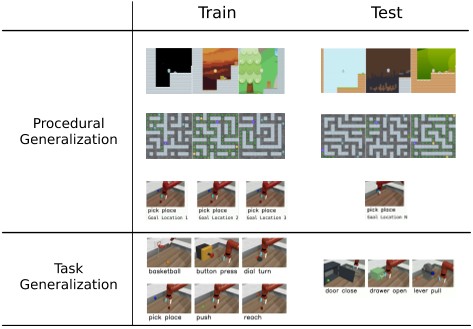 Train
Test
Procedural
Generalization
pick place
Goal Location 1
pick place
Goal Location 2
pick place
Goal Location 3
pick place
Goal Location N
Task
Generalization
basketball
button press
dial turn
pick place
push
reach
door close
drawer open
lever pull